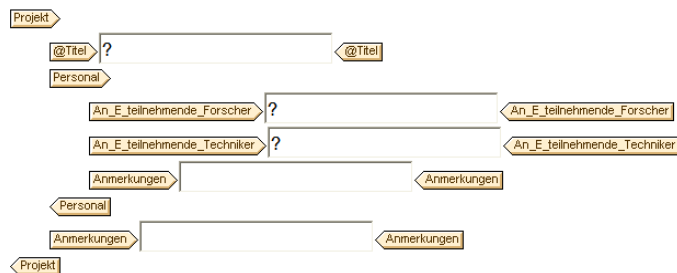 Projekt
@Titel ? @Titel
Personal
An_E_teilnehmende_Forscher ? An_E_teilnehmende_Forscher
An_E_teilnehmende_Techniker ? An_E_teilnehmende_Techniker
Anmerkungen Anmerkungen
Personal
Anmerkungen Anmerkungen
Projekt